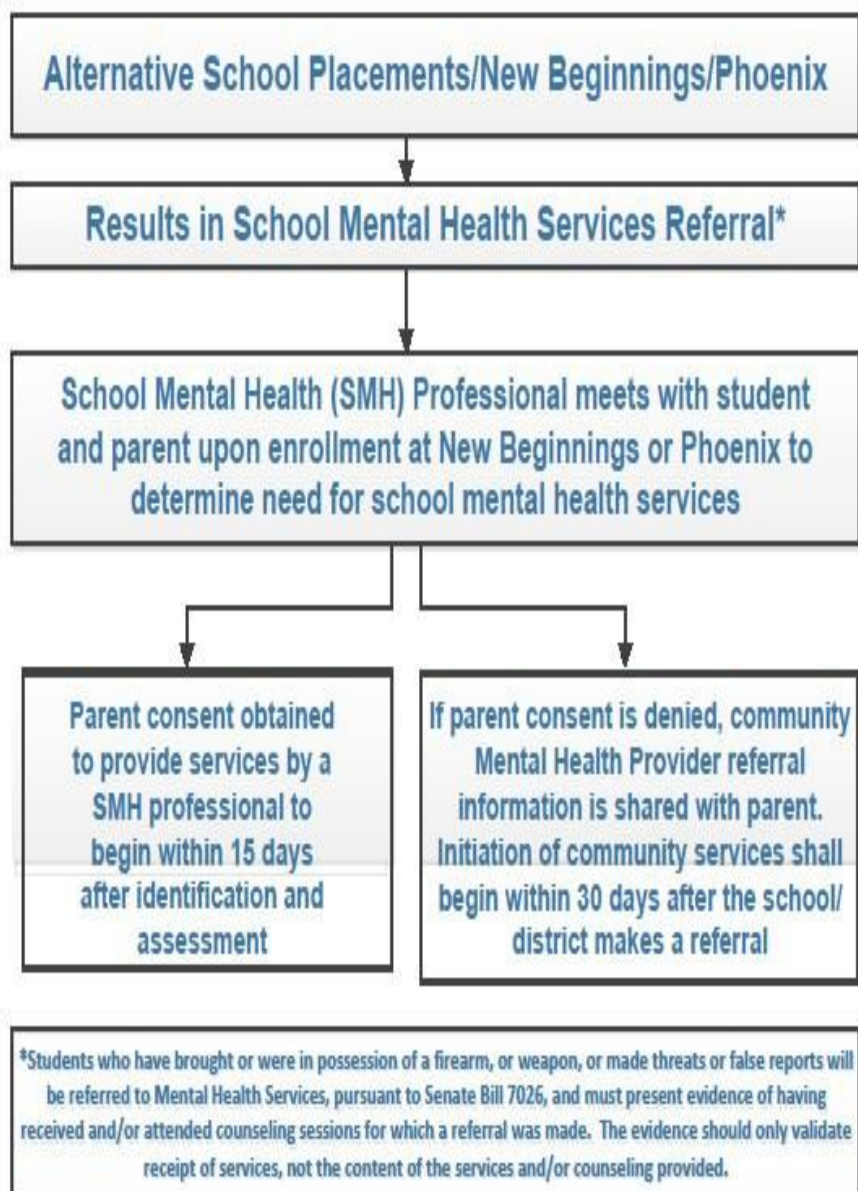 Alternative School Placements/New Beginnings/Phoenix
Results in School Mental Health Services Referral*
School Mental Health (SMH) Professional meets with student
and parent upon enrollment at New Beginnings or Phoenix to
determine need for school mental health services
Parent consent obtained
to provide services by a
SMH professional to
begin within 15 days
after identification and
assessment
If parent consent is denied, community
Mental Health Provider referral
information is shared with parent.
Initiation of community services shall
begin within 30 days after the school/
district makes a referral
*Students who have brought or were in possession of a firearm, or weapon, or made threats or false reports will
be referred to Mental Health Services, pursuant to Senate Bill 7026, and must present evidence of having
received and/or attended counseling sessions for which a referral was made. The evidence should only validate
receipt of services, not the content of the services and/or counseling provided.